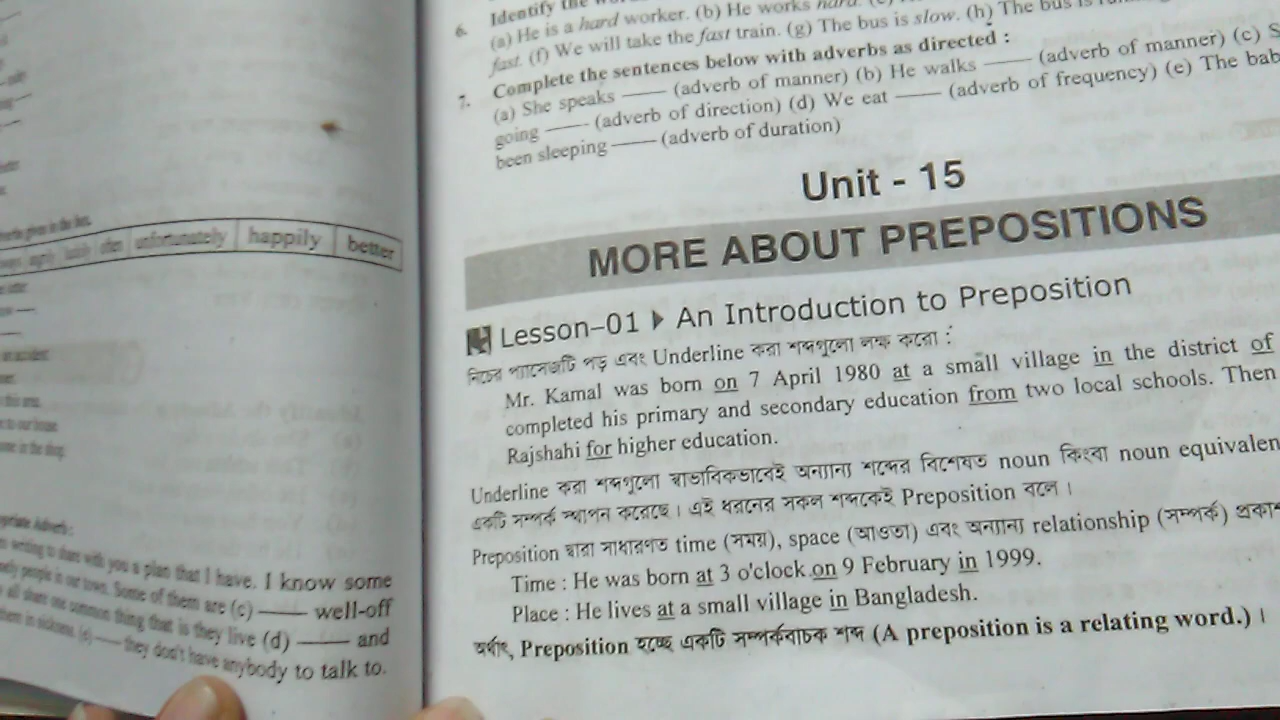 often unfortunately happily better
with you a plan that I have. I know some
people in our town. Some of them are (c) —— well-off
thing that is they live (d) —— and
they don't have anybody to talk to.
6. Identify the
(a) He is a hard worker. (b) He works hard.
fast. (f) We will take the fast train. (g) The bus is slow. (h) The bus is
7. Complete the sentences below with adverbs as directed :
(a) She speaks —— (adverb of manner) (b) He walks —— (adverb of manner) (c) S
going —— (adverb of direction) (d) We eat —— (adverb of frequency) (e) The bab
been sleeping —— (adverb of duration)
Unit - 15
MORE ABOUT PREPOSITIONS
Lesson–01 An Introduction to Preposition
নিচের প্যাসেজটি পড় এবং Underline করা শব্দগুলো লক্ষ করো :
Mr. Kamal was born on 7 April 1980 at a small village in the district of
completed his primary and secondary education from two local schools. Then
Rajshahi for higher education.
Underline করা শব্দগুলো স্বাভাবিকভাবেই অন্যান্য শব্দের বিশেষত noun কিংবা noun equivalen
একটি সম্পর্ক স্থাপন করেছে। এই ধরনের সকল শব্দকেই Preposition বলে।
Preposition দ্বারা সাধারণত time (সময়), space (আওতা) এবং অন্যান্য relationship (সম্পর্ক) প্রকাশ
Time : He was born at 3 o'clock on 9 February in 1999.
Place : He lives at a small village in Bangladesh.
অর্থাৎ, Preposition হচ্ছে একটি সম্পর্কবাচক শব্দ (A preposition is a relating word.)।